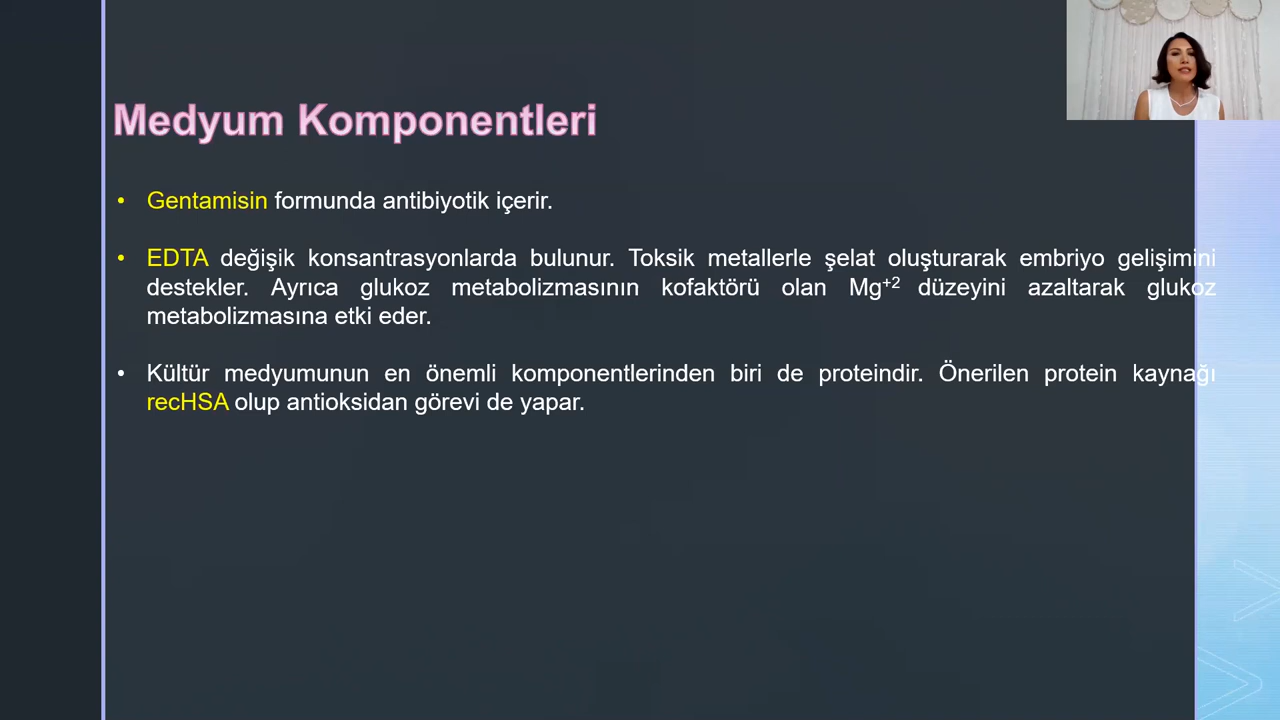 Medyum Komponentleri
• Gentamisin formunda antibiyotik içerir.
• EDTA değişik konsantrasyonlarda bulunur. Toksik metallerle şelat oluşturarak embriyo gelişimini
destekler. Ayrıca glukoz metabolizmasının kofaktörü olan Mg⁺² düzeyini azaltarak glukoz
metabolizmasına etki eder.
• Kültür medyumunun en önemli komponentlerinden biri de proteindir. Önerilen protein kaynağı
recHSA olup antioksidan görevi de yapar.